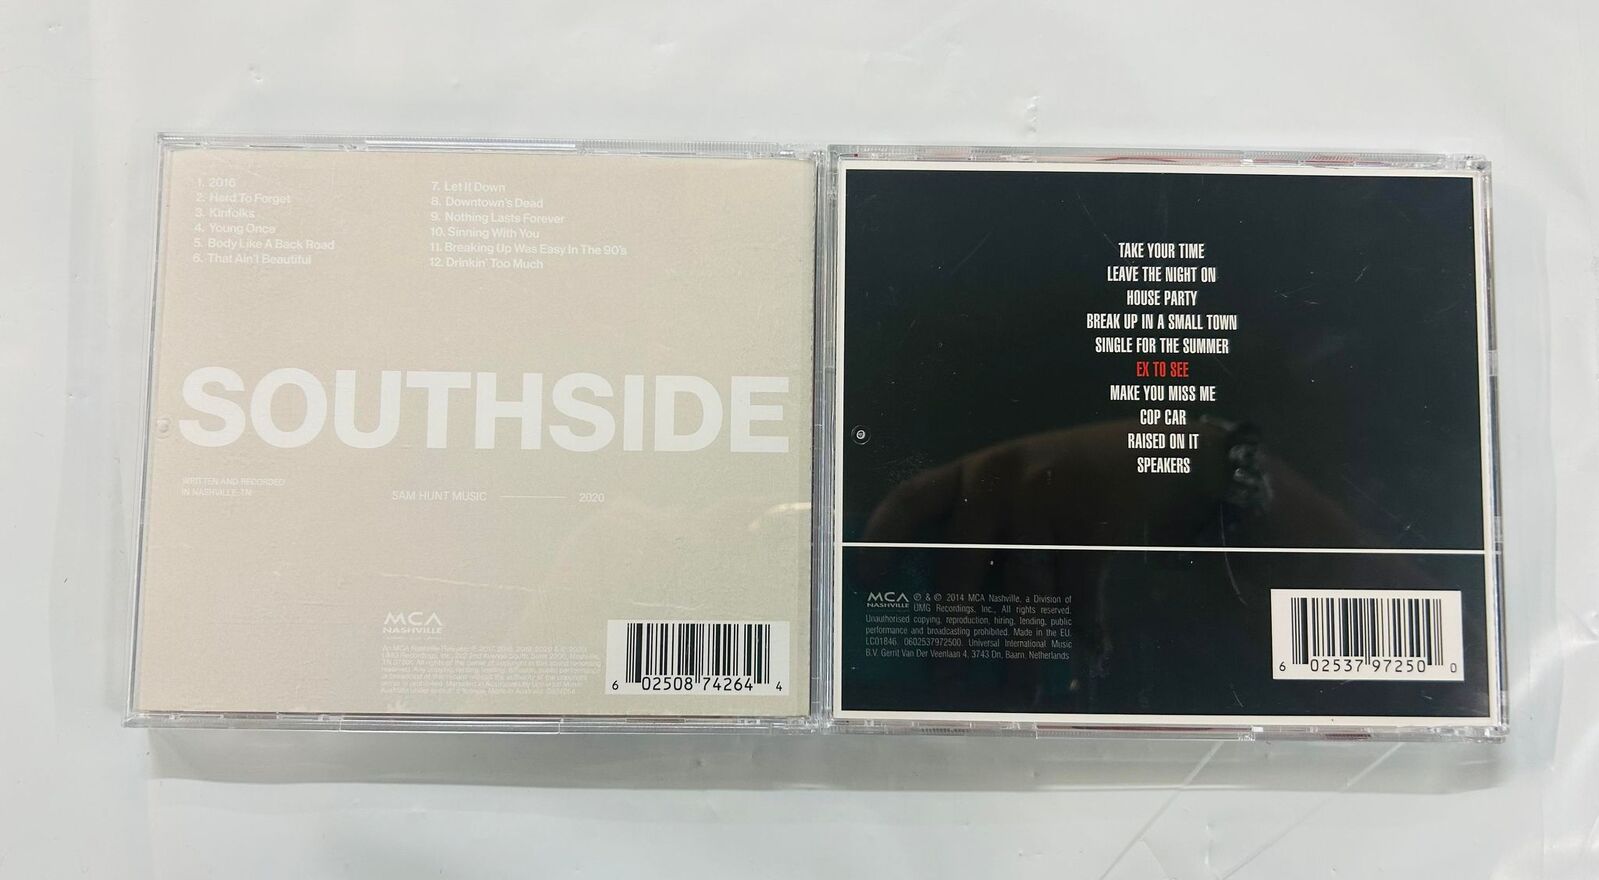 1. 2016
2. Hard To Forget
3. Kinfolks
4. Young Once
5. Body Like A Back Road
6. That Ain't Beautiful
7. Let It Down
8. Downtown's Dead
9. Nothing Lasts Forever
10. Sinning With You
11. Breaking Up Was Easy In The 90's
12. Drinkin' Too Much
SOUTHSIDE
WRITTEN AND RECORDED
IN NASHVILLE, TN
SAM HUNT MUSIC 2020
MCA
NASHVILLE
6 02508 74264 4
TAKE YOUR TIME
LEAVE THE NIGHT ON
HOUSE PARTY
BREAK UP IN A SMALL TOWN
SINGLE FOR THE SUMMER
EX TO SEE
MAKE YOU MISS ME
COP CAR
RAISED ON IT
SPEAKERS
MCA
NASHVILLE
℗ & © 2014 MCA Nashville, a Division of
UMG Recordings, Inc., All rights reserved.
Unauthorised copying, reproduction, hiring, lending, public
performance and broadcasting prohibited. Made in the EU.
LC01846. 0602537972500. Universal International Music
B.V. Gerrit Van Der Veenlaan 4, 3743 Dn, Baarn, Netherlands
6 02537 97250 0